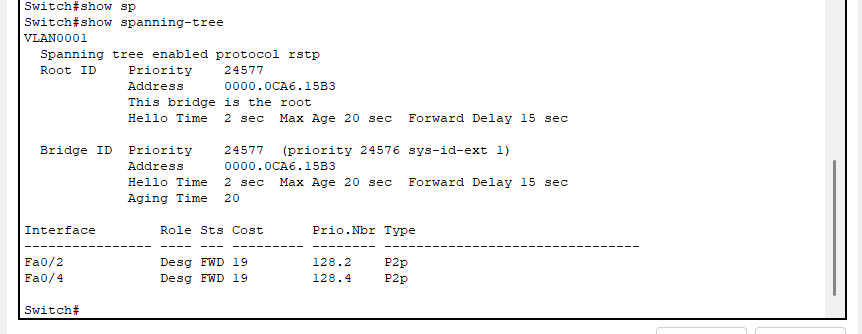 Switch#show sp
Switch#show spanning-tree
VLAN0001
  Spanning tree enabled protocol rstp
  Root ID    Priority    24577
             Address     0000.0CA6.15B3
             This bridge is the root
             Hello Time  2 sec  Max Age 20 sec  Forward Delay 15 sec

  Bridge ID  Priority    24577  (priority 24576 sys-id-ext 1)
             Address     0000.0CA6.15B3
             Hello Time  2 sec  Max Age 20 sec  Forward Delay 15 sec
             Aging Time  20

Interface        Role Sts Cost      Prio.Nbr Type
---------------- ---- --- --------- -------- --------------------------------
Fa0/2            Desg FWD 19        128.2    P2p
Fa0/4            Desg FWD 19        128.4    P2p

Switch#